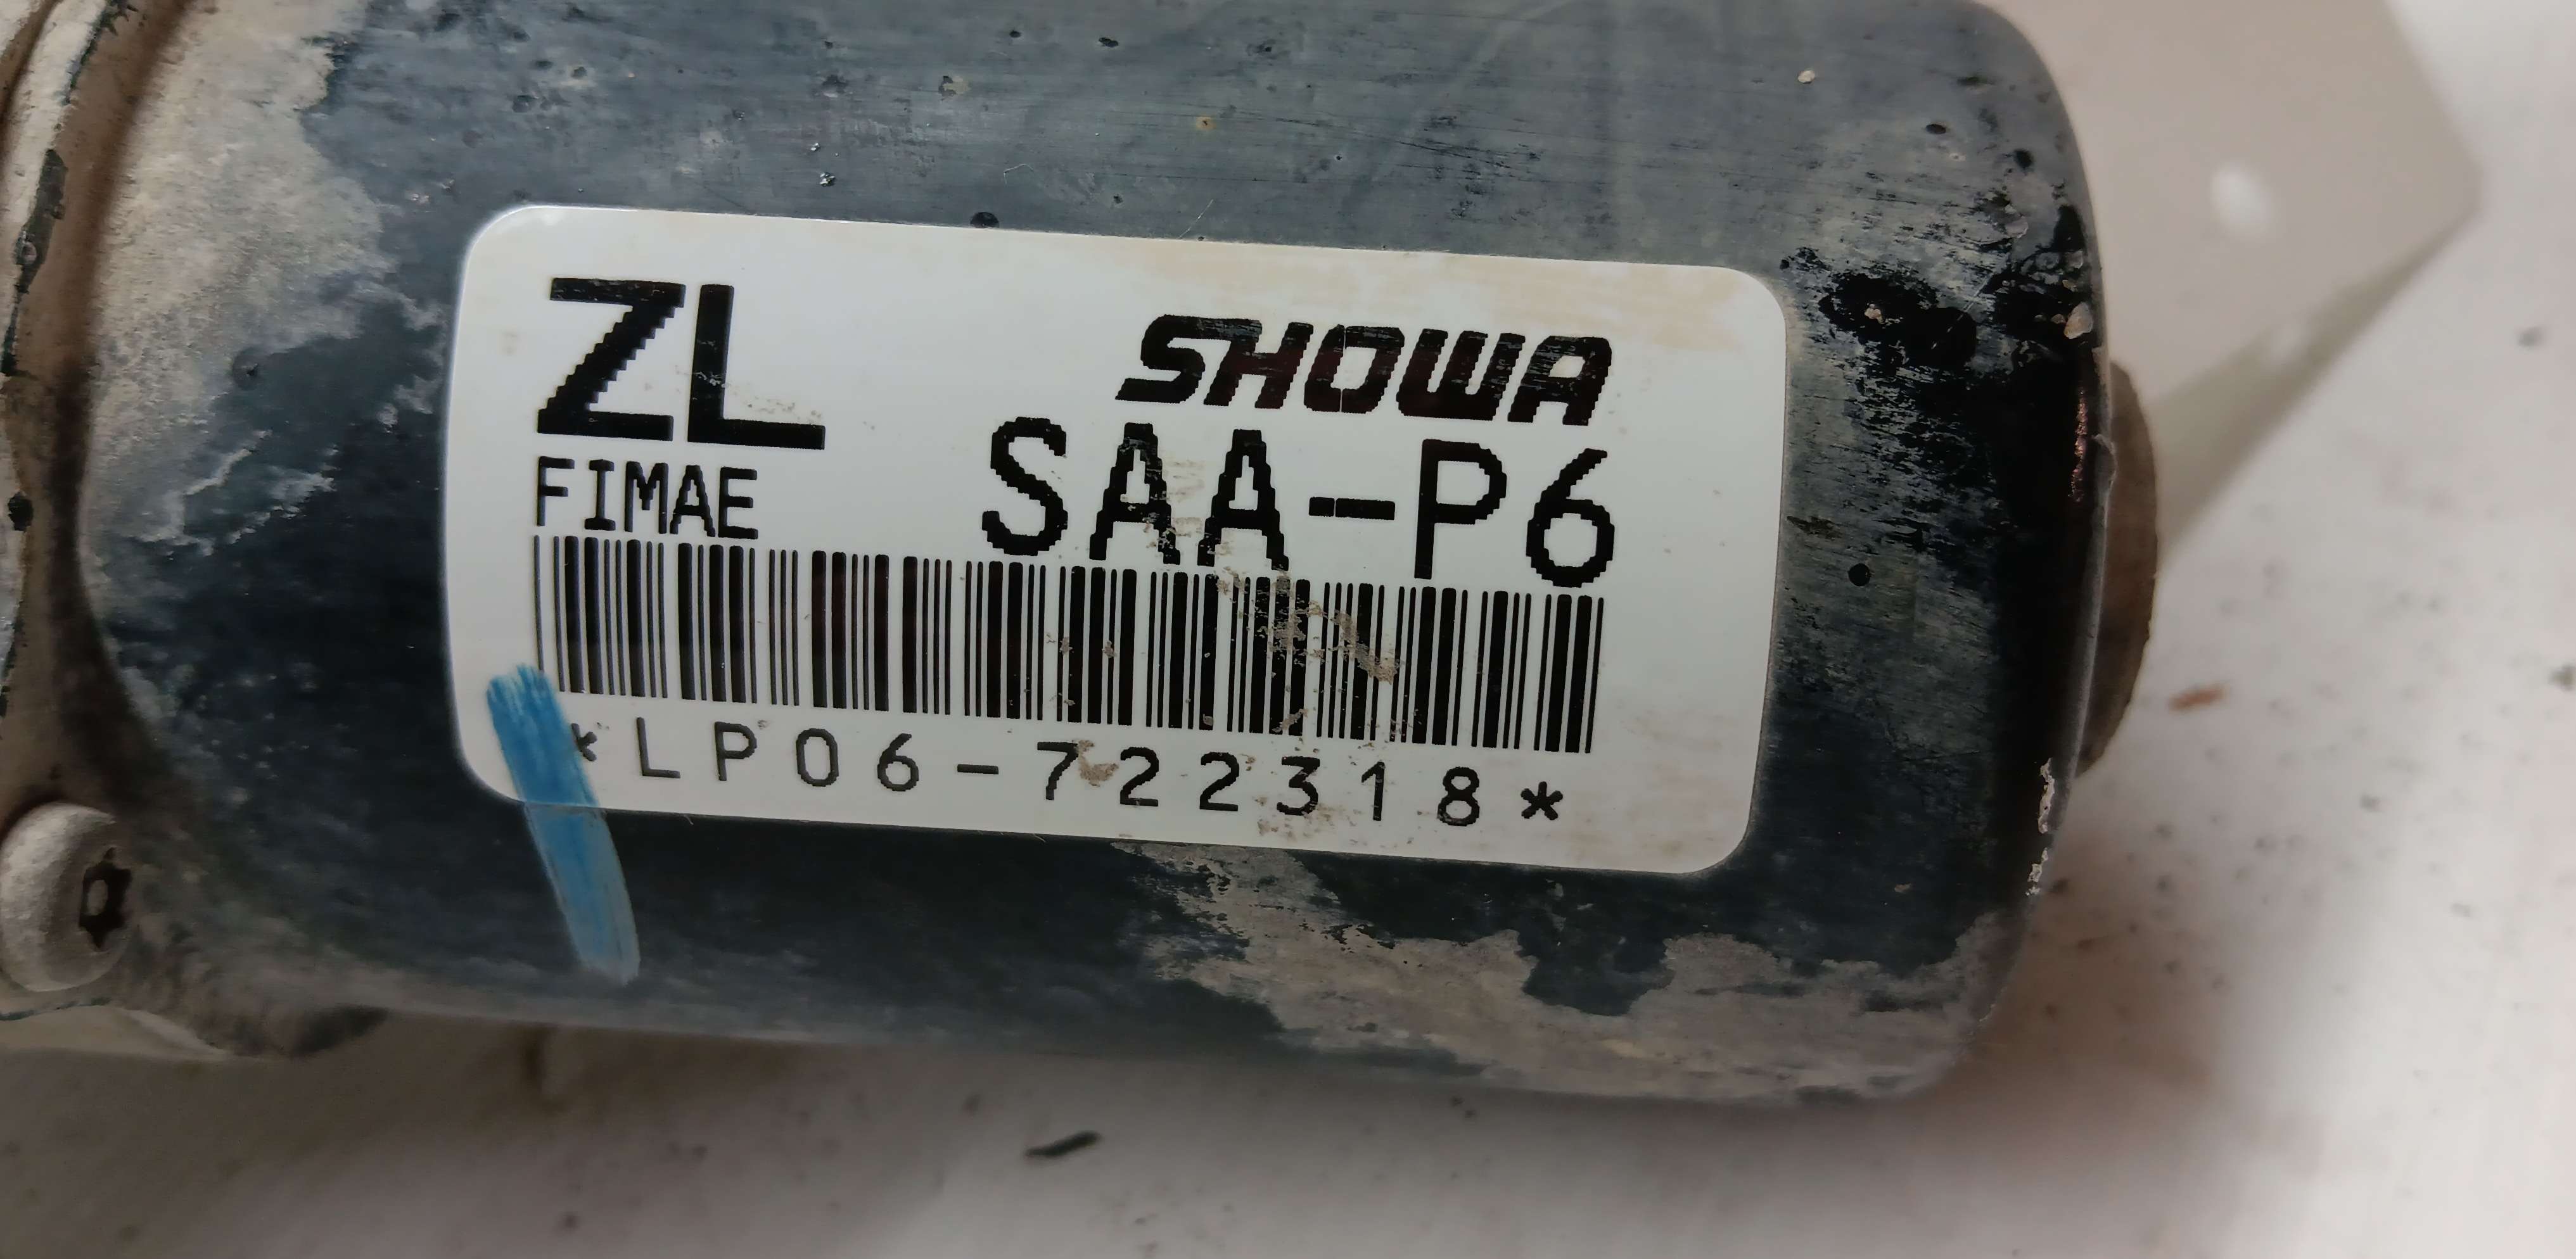 ZL
SHOWA
FIMAE
SAA-P6
*LP06-722318*